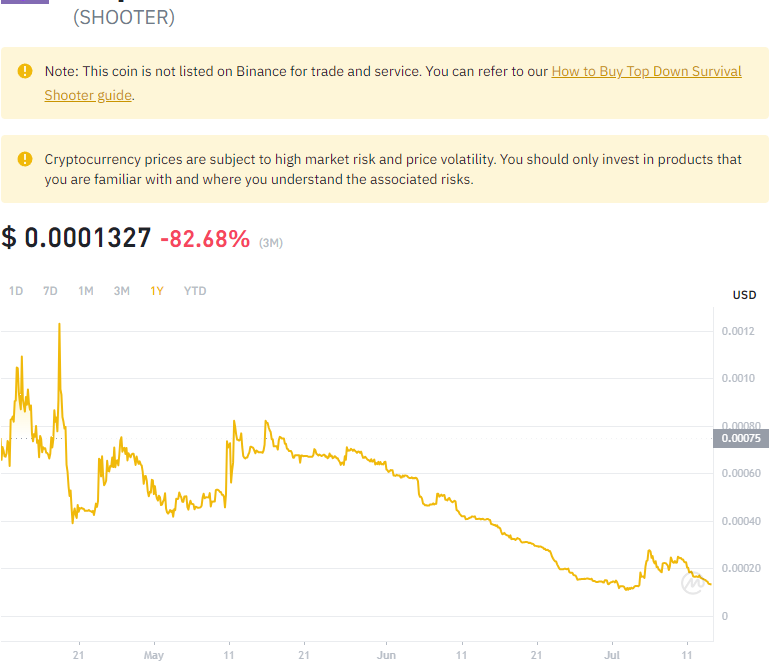 (SHOOTER)
Note: This coin is not listed on Binance for trade and service. You can refer to our How to Buy Top Down Survival
Shooter guide.
Cryptocurrency prices are subject to high market risk and price volatility. You should only invest in products that
you are familiar with and where you understand the associated risks.
$ 0.0001327 -82.68% (3M)
1D 7D 1M 3M 1Y YTD
USD
0.0012
0.0010
0.00080
0.00075
0.00060
0.00040
0.00020
0
21 May 11 21 Jun 11 21 Jul 11